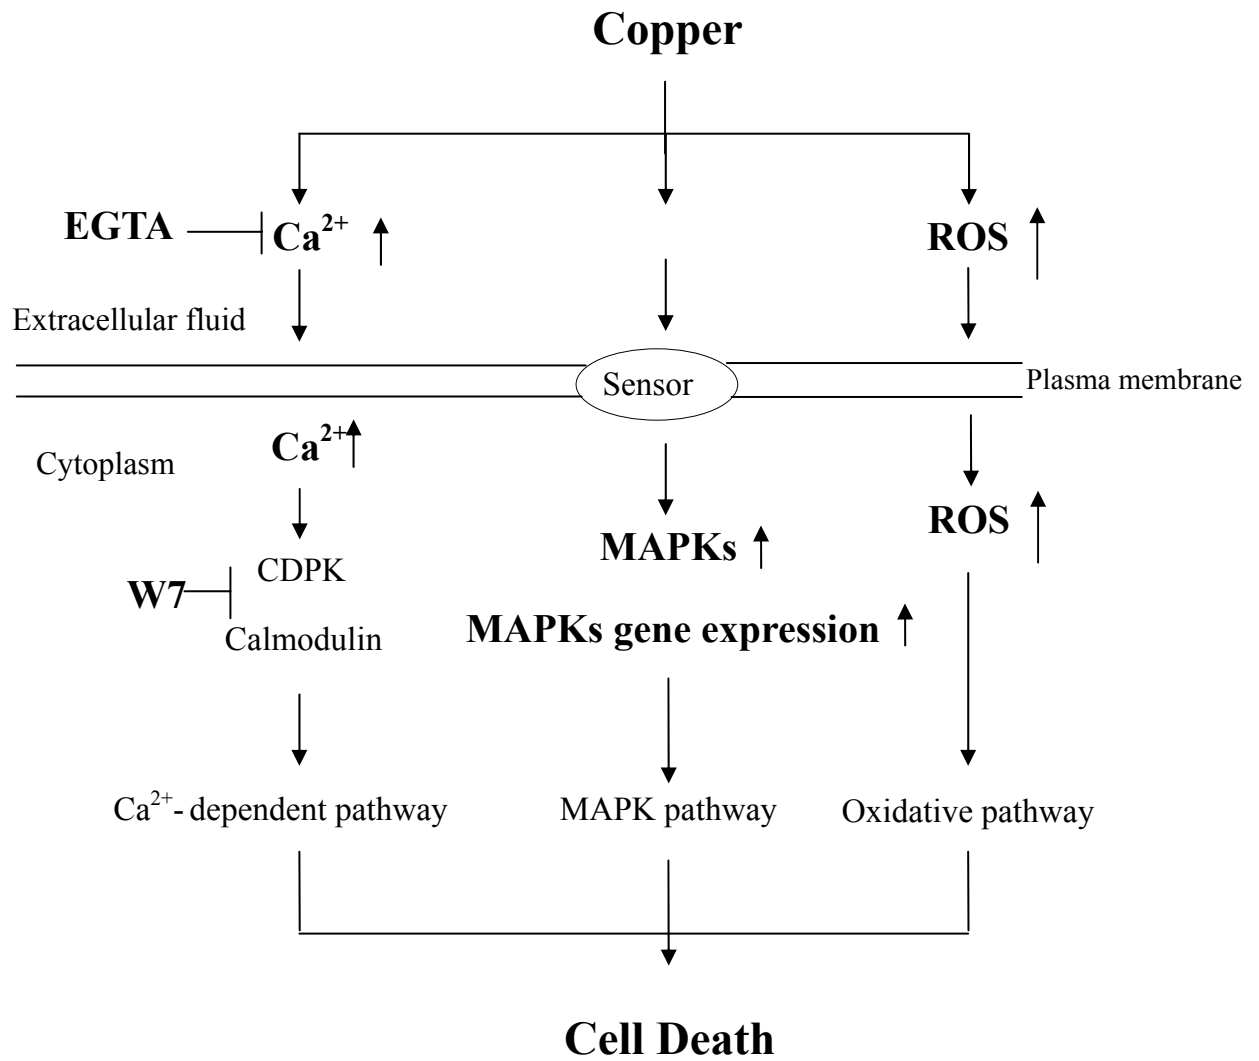 Copper
EGTA
Ca²⁺
ROS
Extracellular fluid
Sensor
Plasma membrane
Ca²⁺
Cytoplasm
ROS
MAPKs
CDPK
W7
MAPKs gene expression
Calmodulin
Ca²⁺- dependent pathway
MAPK pathway
Oxidative pathway
Cell Death